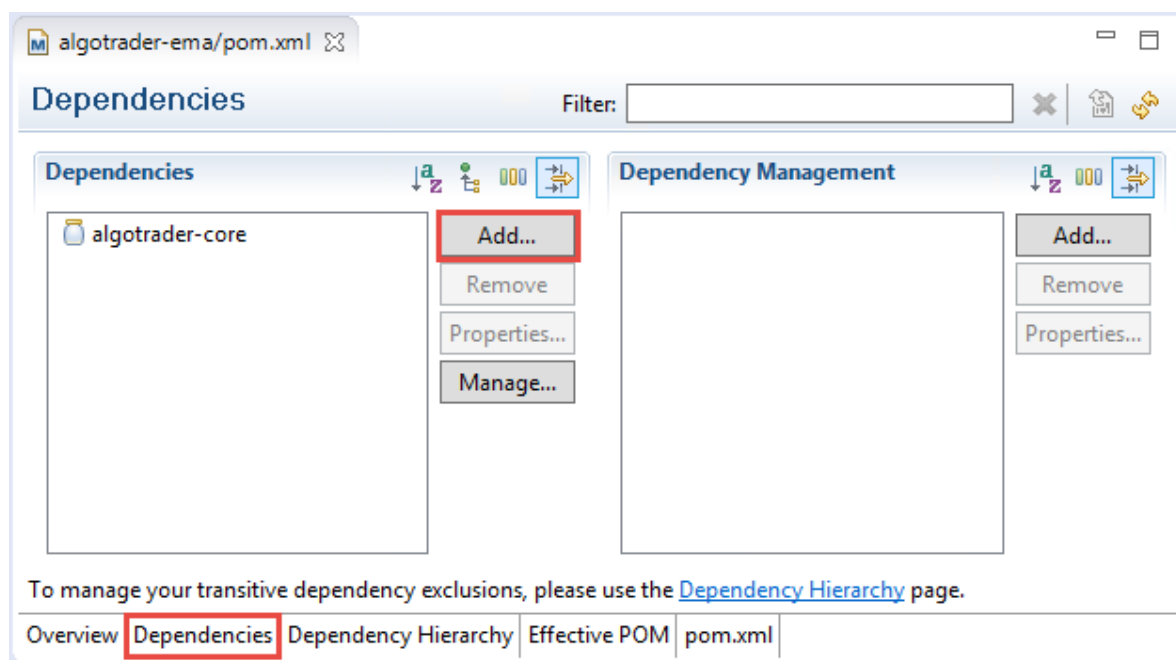 algotrader-ema/pom.xml
Dependencies
Filter:
Dependencies
algotrader-core
Add...
Remove
Properties...
Manage...
Dependency Management
Add...
Remove
Properties...
To manage your transitive dependency exclusions, please use the Dependency Hierarchy page.
Overview Dependencies Dependency Hierarchy Effective POM pom.xml